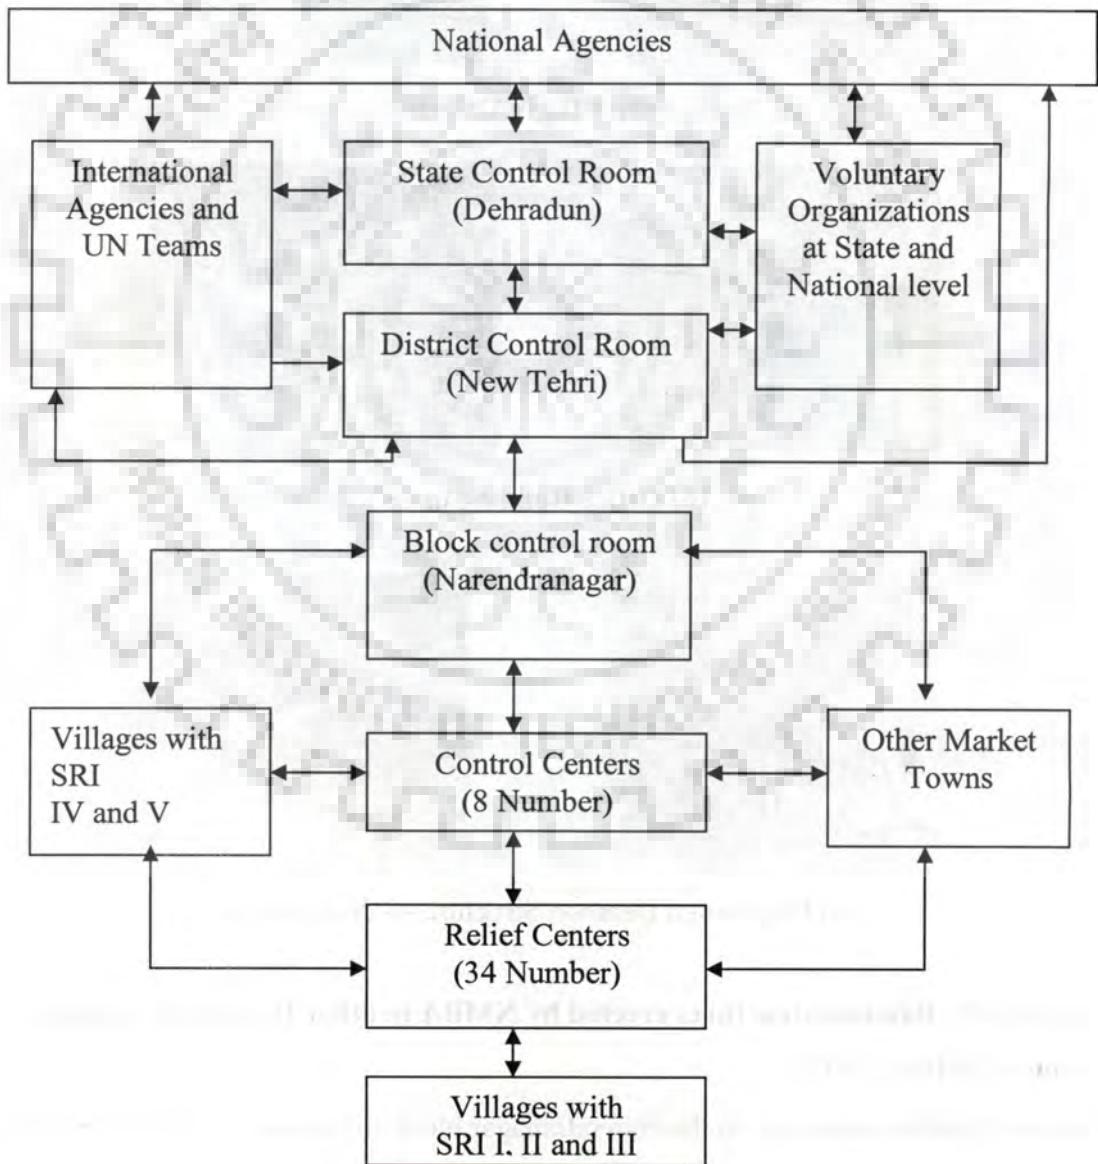 National Agencies
International
Agencies and
UN Teams
State Control Room
(Dehradun)
Voluntary
Organizations
at State and
National level
District Control Room
(New Tehri)
Block control room
(Narendranagar)
Villages with
SRI
IV and V
Control Centers
(8 Number)
Other Market
Towns
Relief Centers
(34 Number)
Villages with
SRI I, II and III